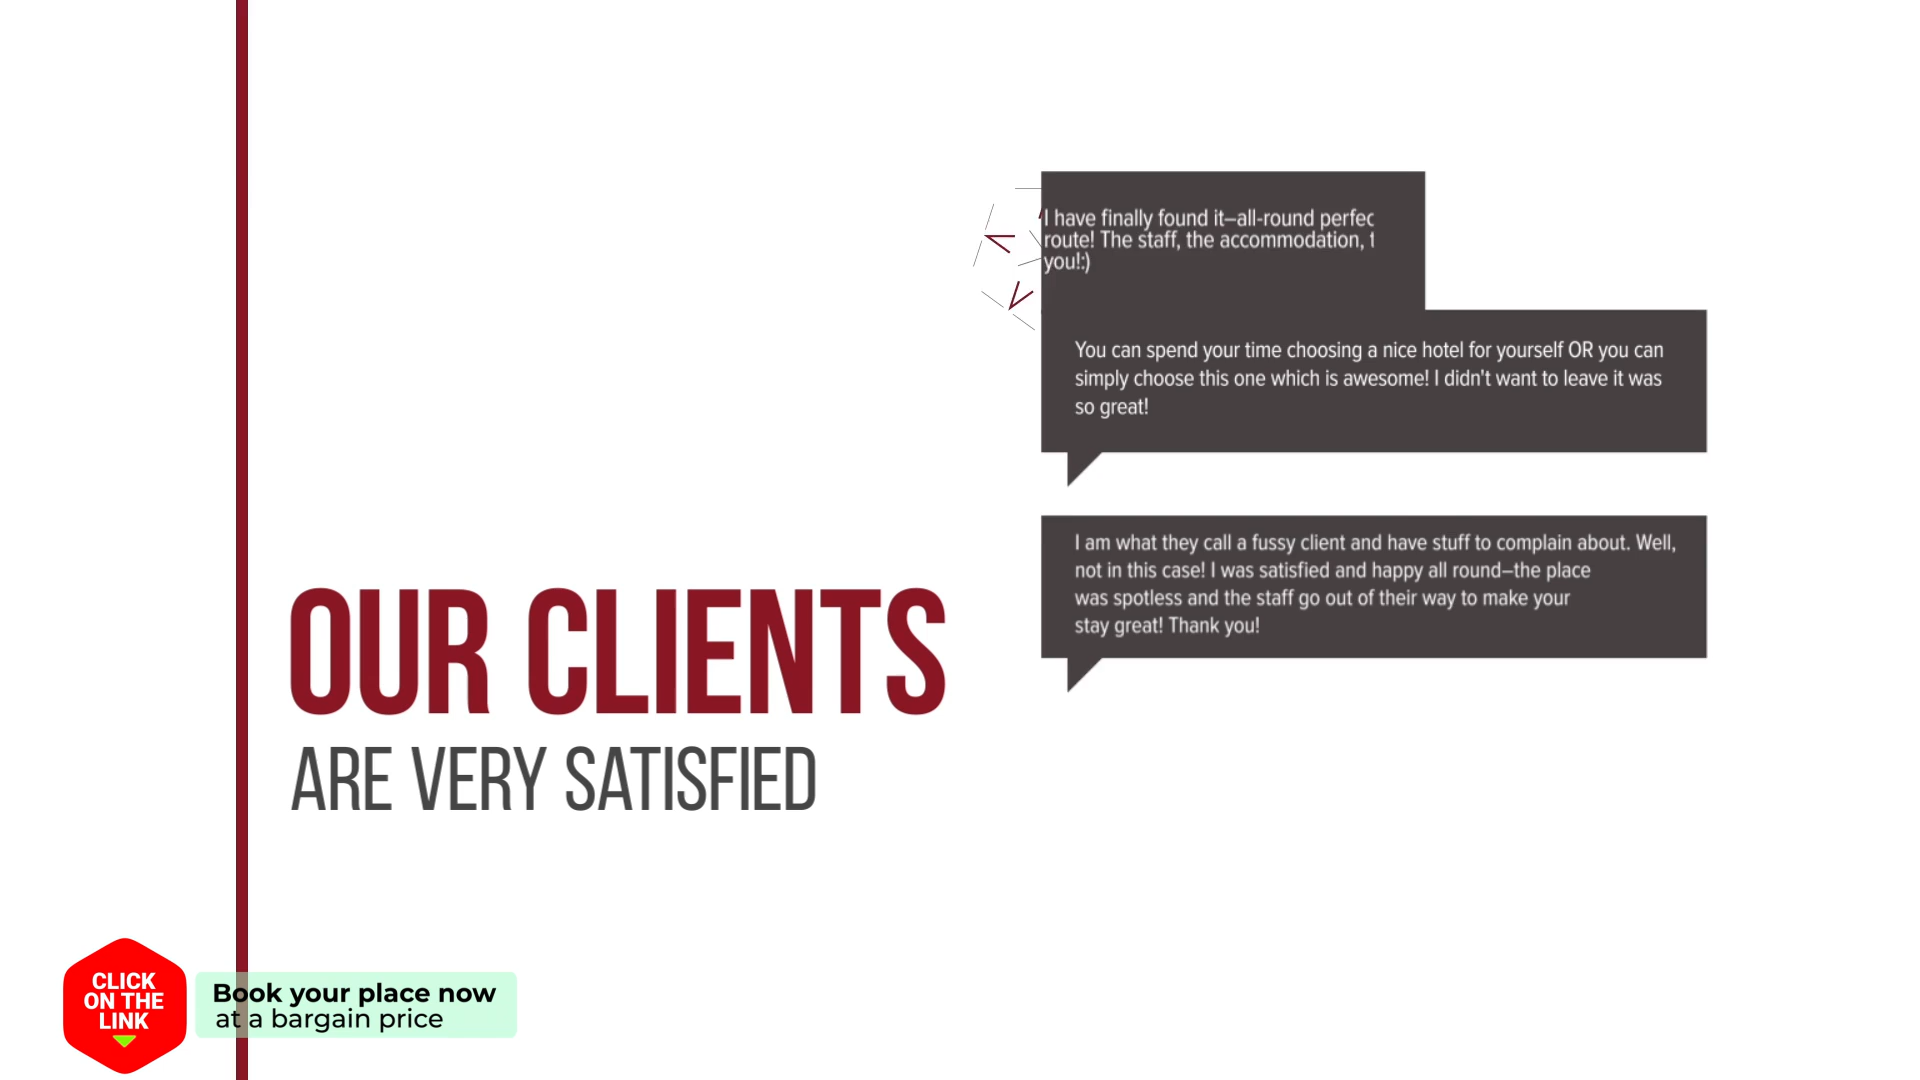 I have finally found it–all-round perfec
route! The staff, the accommodation,
you!:)
You can spend your time choosing a nice hotel for yourself OR you can
simply choose this one which is awesome! I didn't want to leave it was
so great!
I am what they call a fussy client and have stuff to complain about. Well,
not in this case! I was satisfied and happy all round–the place
was spotless and the staff go out of their way to make your
stay great! Thank you!
OUR CLIENTS
ARE VERY SATISFIED
CLICK
ON THE
LINK
Book your place now
at a bargain price